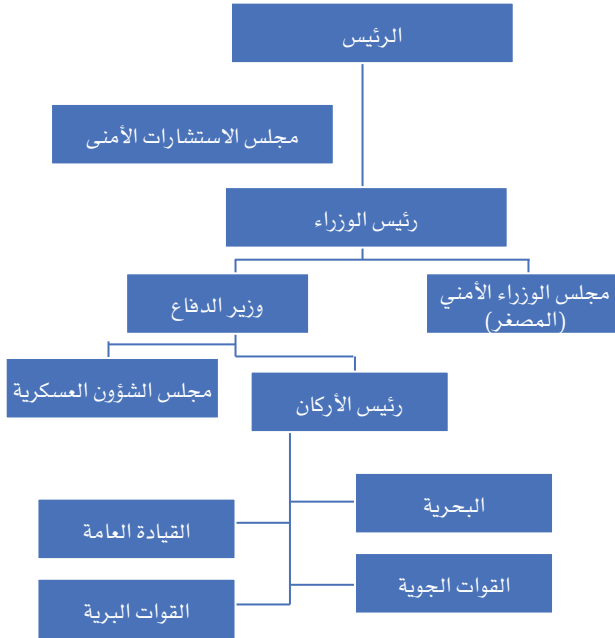 الرئيس
مجلس الاستشارات الأمنى
رئيس الوزراء
مجلس الوزراء الأمني
(المصغر)
وزير الدفاع
مجلس الشؤون العسكرية
رئيس الأركان
البحرية
القيادة العامة
القوات الجوية
القوات البرية